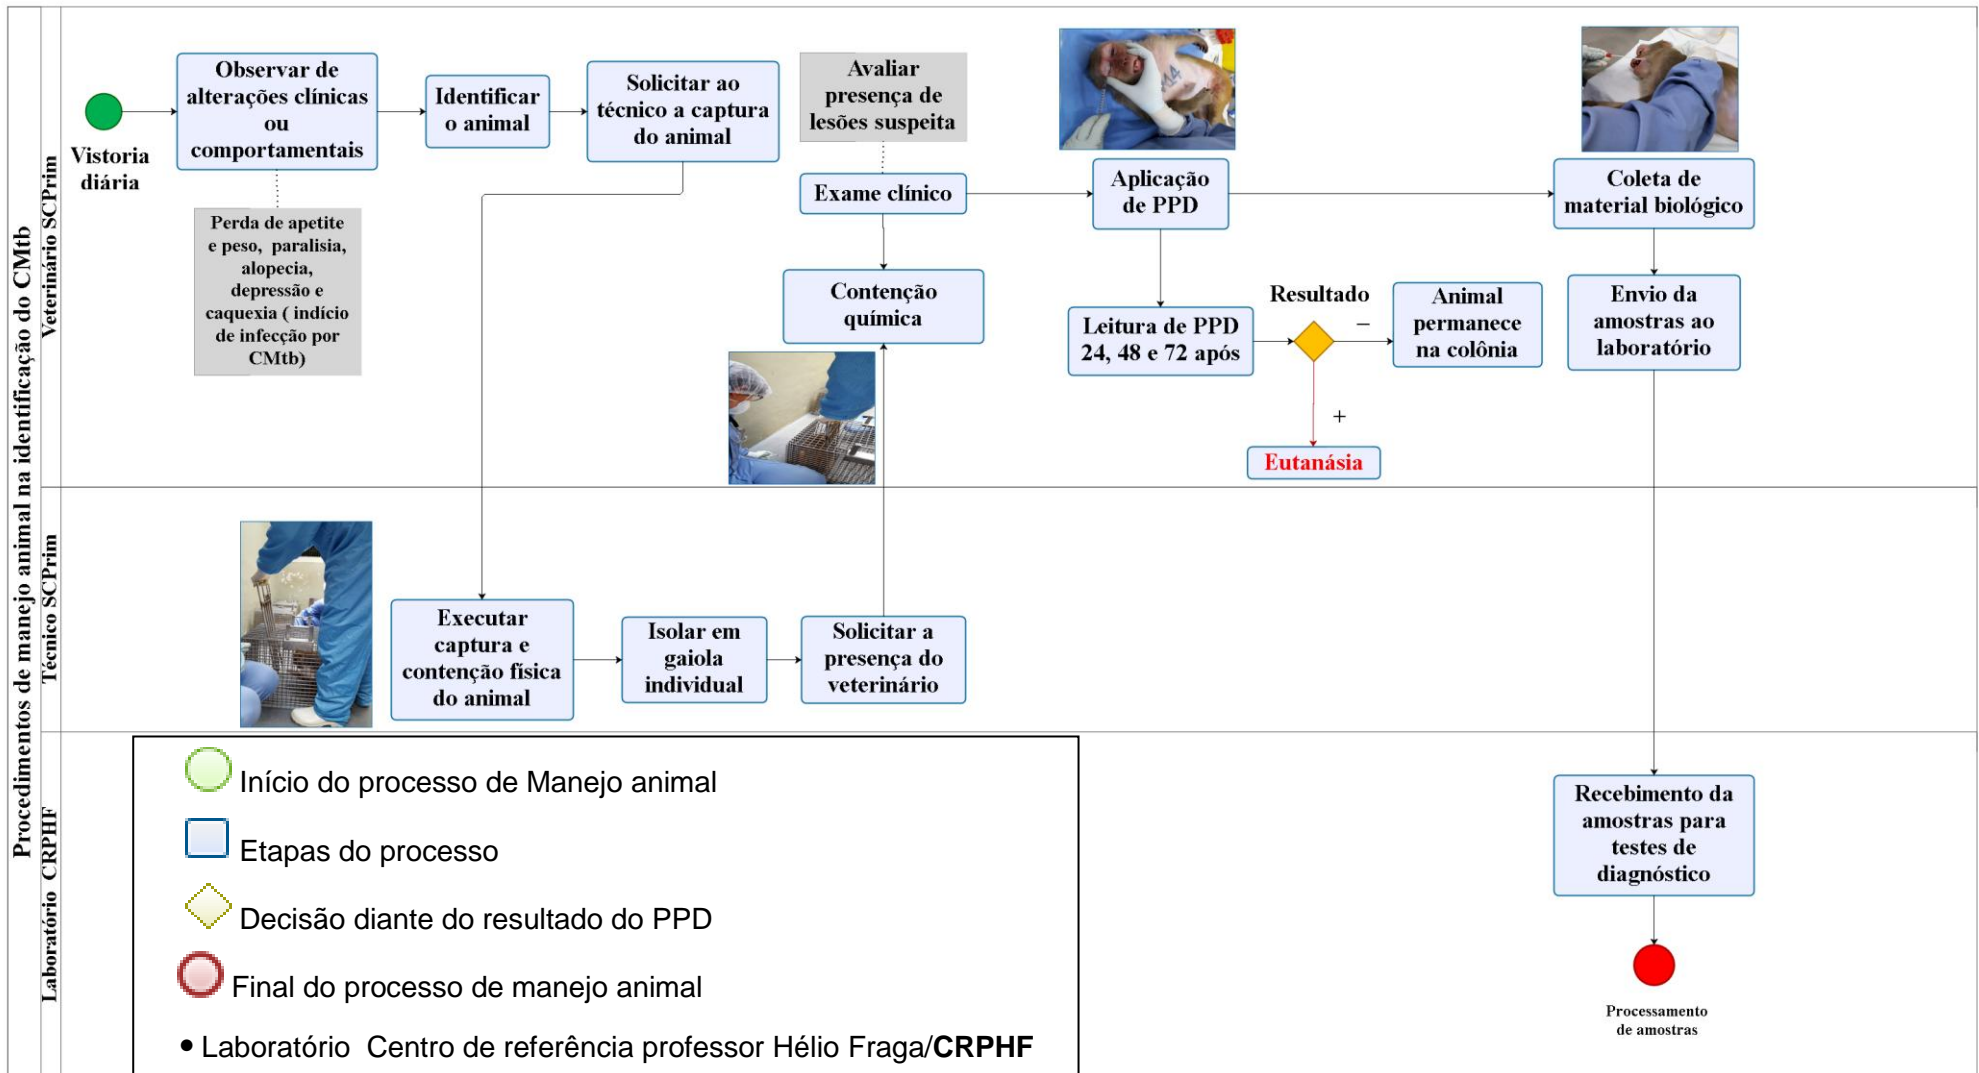 Procedimentos de manejo animal na identificação do CMtb
Veterinário SCPrim
Vistoria
diária
Observar de
alterações clínicas
ou
comportamentais
Identificar
o animal
Solicitar ao
técnico a captura
do animal
Perda de apetite
e peso, paralisia,
alopecia,
depressão e
caquexia ( indício
de infecção por
CMtb)
Avaliar
presença de
lesões suspeita
Exame clínico
Contenção
química
Aplicação
de PPD
Leitura de PPD
24, 48 e 72 após
Resultado
–
+
Animal
permanece
na colônia
Eutanásia
Coleta de
material biológico
Envio da
amostras ao
laboratório
Técnico SCPrim
Executar
captura e
contenção física
do animal
Isolar em
gaiola
individual
Solicitar a
presença do
veterinário
Laboratório CRPHF
Recebimento da
amostras para
testes de
diagnóstico
Processamento
de amostras
Início do processo de Manejo animal
Etapas do processo
Decisão diante do resultado do PPD
Final do processo de manejo animal
• Laboratório Centro de referência professor Hélio Fraga/CRPHF